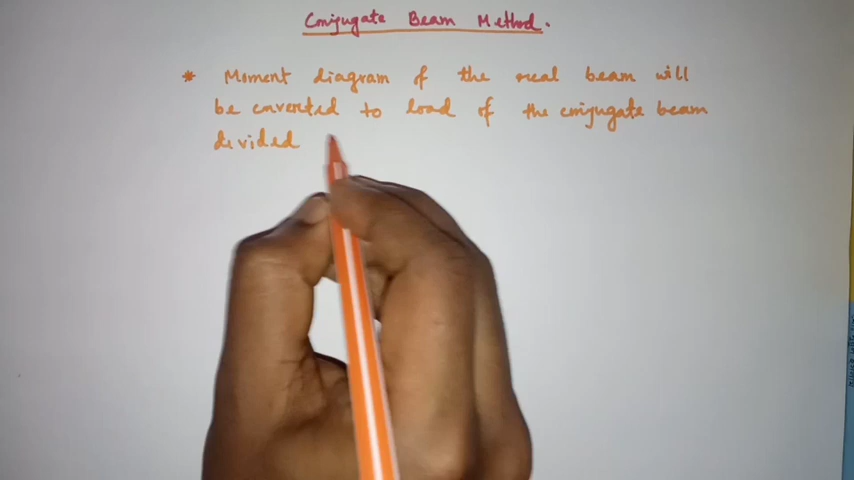 Conjugate Beam Method.
* Moment diagram of the real beam will
be converted to load of the conjugate beam
divided